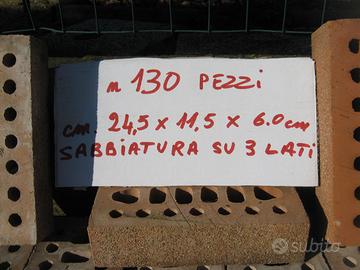 n 130 PEZZI
cm. 24,5 x 11,5 x 6.0 cm
SABBIATURA SU 3 LATI
subito